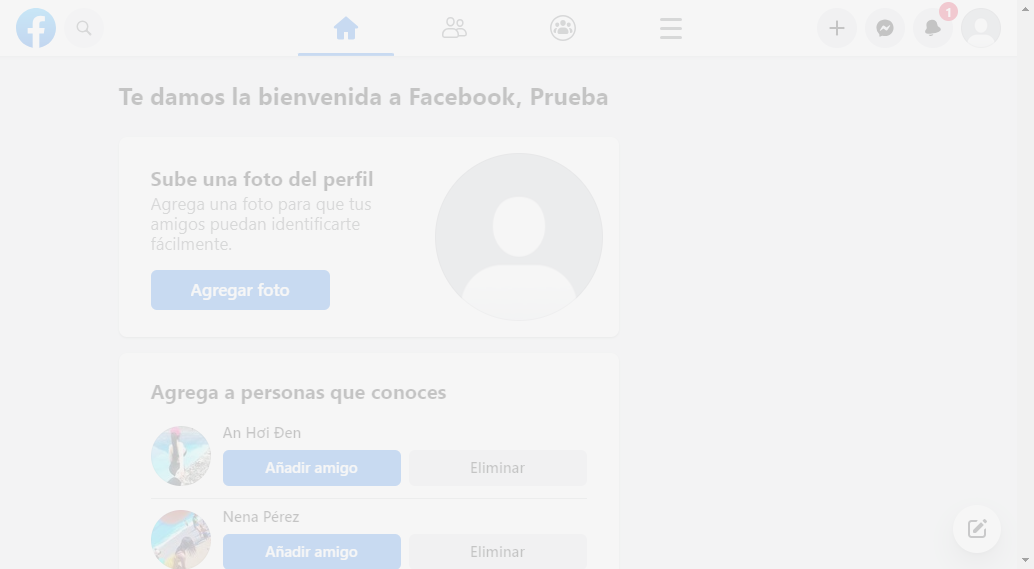 1
Te damos la bienvenida a Facebook, Prueba
Sube una foto del perfil
Agrega una foto para que tus
amigos puedan identificarte
fácilmente.
Agregar foto
Agrega a personas que conoces
An Hơi Đen
Añadir amigo Eliminar
Nena Pérez
Añadir amigo Eliminar